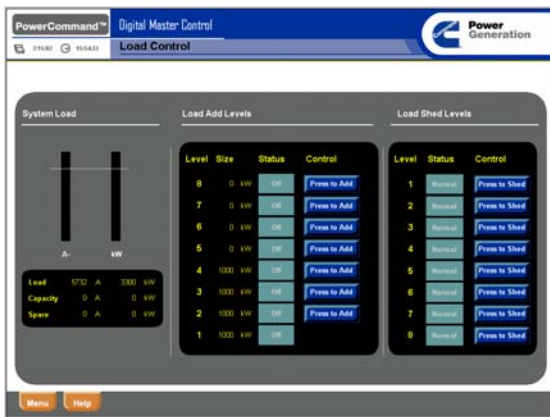 PowerCommand™
Digital Master Control
Power
Generation
2/15/02
Load Control
System Load
Load Add Levels
Load Shed Levels
Level Size Status Control
8 0 kW Off Press to Add
7 0 kW Off Press to Add
6 0 kW Off Press to Add
5 0 kW Off Press to Add
4 1000 kW Off Press to Add
3 1000 kW Off Press to Add
2 1000 kW Off Press to Add
1 1000 kW Off
Level Status Control
1 Normal Press to Shed
2 Normal Press to Shed
3 Normal Press to Shed
4 Normal Press to Shed
5 Normal Press to Shed
6 Normal Press to Shed
7 Normal Press to Shed
8 Normal Press to Shed
A~ kW
Load 5732 A 3300 kW
Capacity 0 A 0 kW
Spare 0 A 0 kW
Menu Help